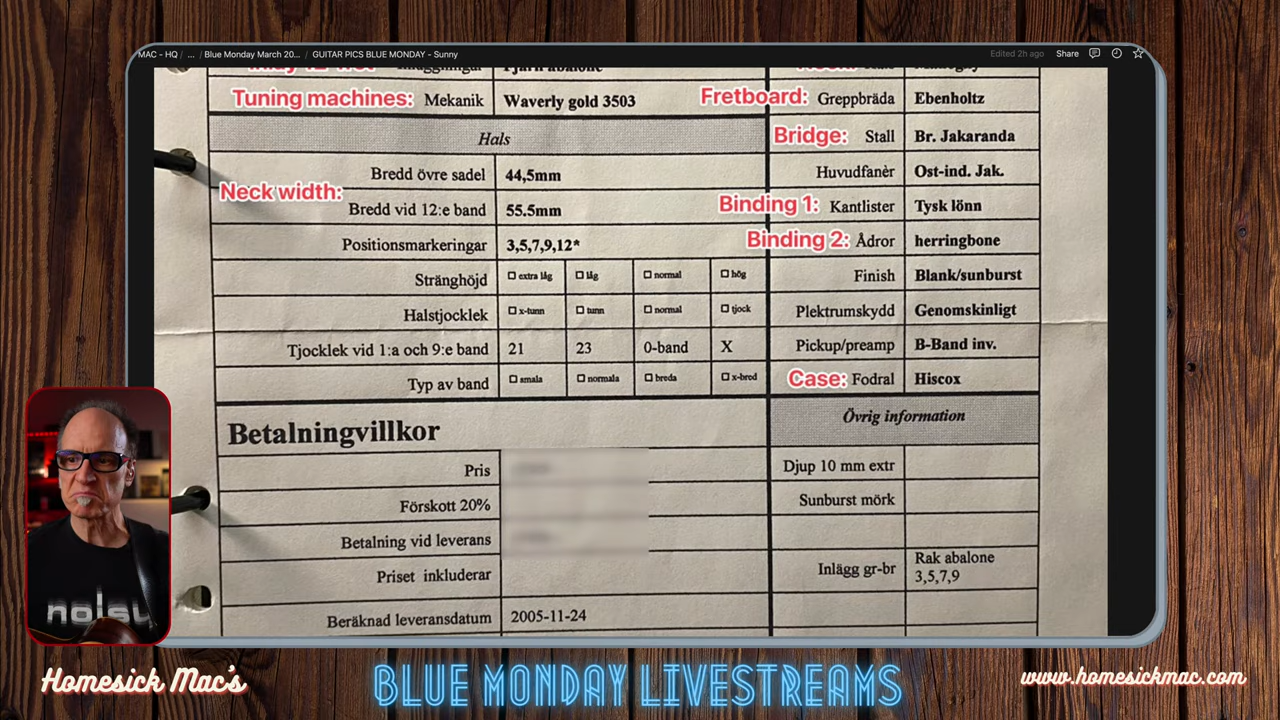 MAC - HQ / ... / Blue Monday March 20... / GUITAR PICS BLUE MONDAY - Sunny
Edited 2h ago Share
Tuning machines: Mekanik Waverly gold 3503
Fretboard: Greppbräda Ebenholtz
Hals
Bridge: Stall Br. Jakaranda
Bredd övre sadel 44,5mm
Huvudfanèr Ost-ind. Jak.
Neck width:
Bredd vid 12:e band 55.5mm
Binding 1: Kantlister Tysk lönn
Positionsmarkeringar 3,5,7,9,12*
Binding 2: Ådror herringbone
Stränghöjd extra låg låg normal hög
Finish Blank/sunburst
Halstjocklek x-tunn tunn normal tjock
Plektrumskydd Genomskinligt
Tjocklek vid 1:a och 9:e band 21 23 0-band X
Pickup/preamp B-Band inv.
Typ av band smala normala breda x-bred
Case: Fodral Hiscox
Övrig information
Betalningvillkor
Pris
Djup 10 mm extr
Förskott 20%
Sunburst mörk
Betalning vid leverans
Priset inkluderar
Inlägg gr-br Rak abalone
3,5,7,9
Beräknad leveransdatum 2005-11-24
noisy
Homesick Mac's
BLUE MONDAY LIVESTREAMS
www.homesickmac.com